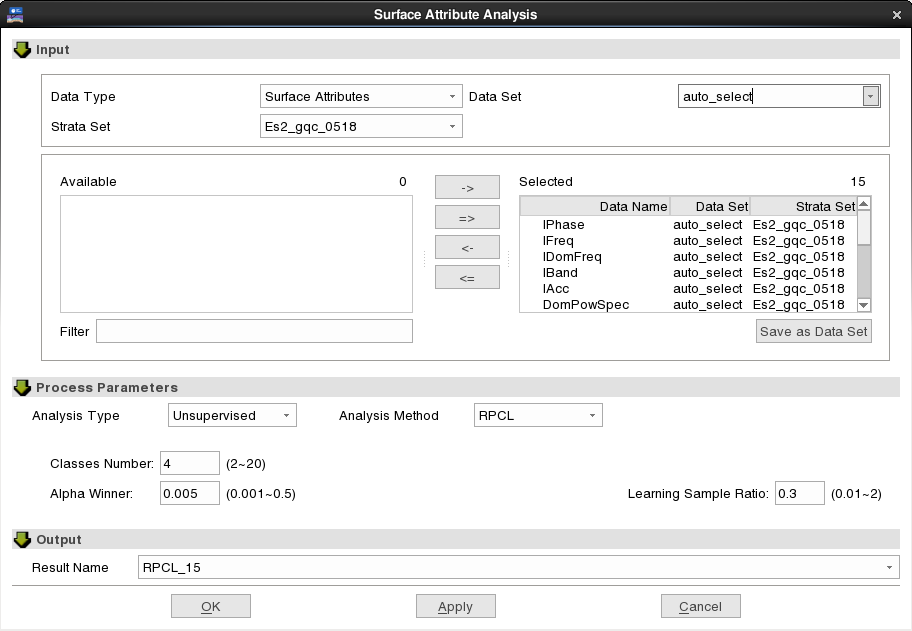 Surface Attribute Analysis
Input
Data Type Surface Attributes Data Set auto_select
Strata Set Es2_gqc_0518
Available 0 -> Selected 15
=> Data Name Data Set Strata Set
IPhase auto_select Es2_gqc_0518
IFreq auto_select Es2_gqc_0518
<- IDomFreq auto_select Es2_gqc_0518
IBand auto_select Es2_gqc_0518
<= IAcc auto_select Es2_gqc_0518
DomPowSpec auto_select Es2_gqc_0518
Filter Save as Data Set
Process Parameters
Analysis Type Unsupervised Analysis Method RPCL
Classes Number: 4 (2~20)
Alpha Winner: 0.005 (0.001~0.5) Learning Sample Ratio: 0.3 (0.01~2)
Output
Result Name RPCL_15
OK Apply Cancel